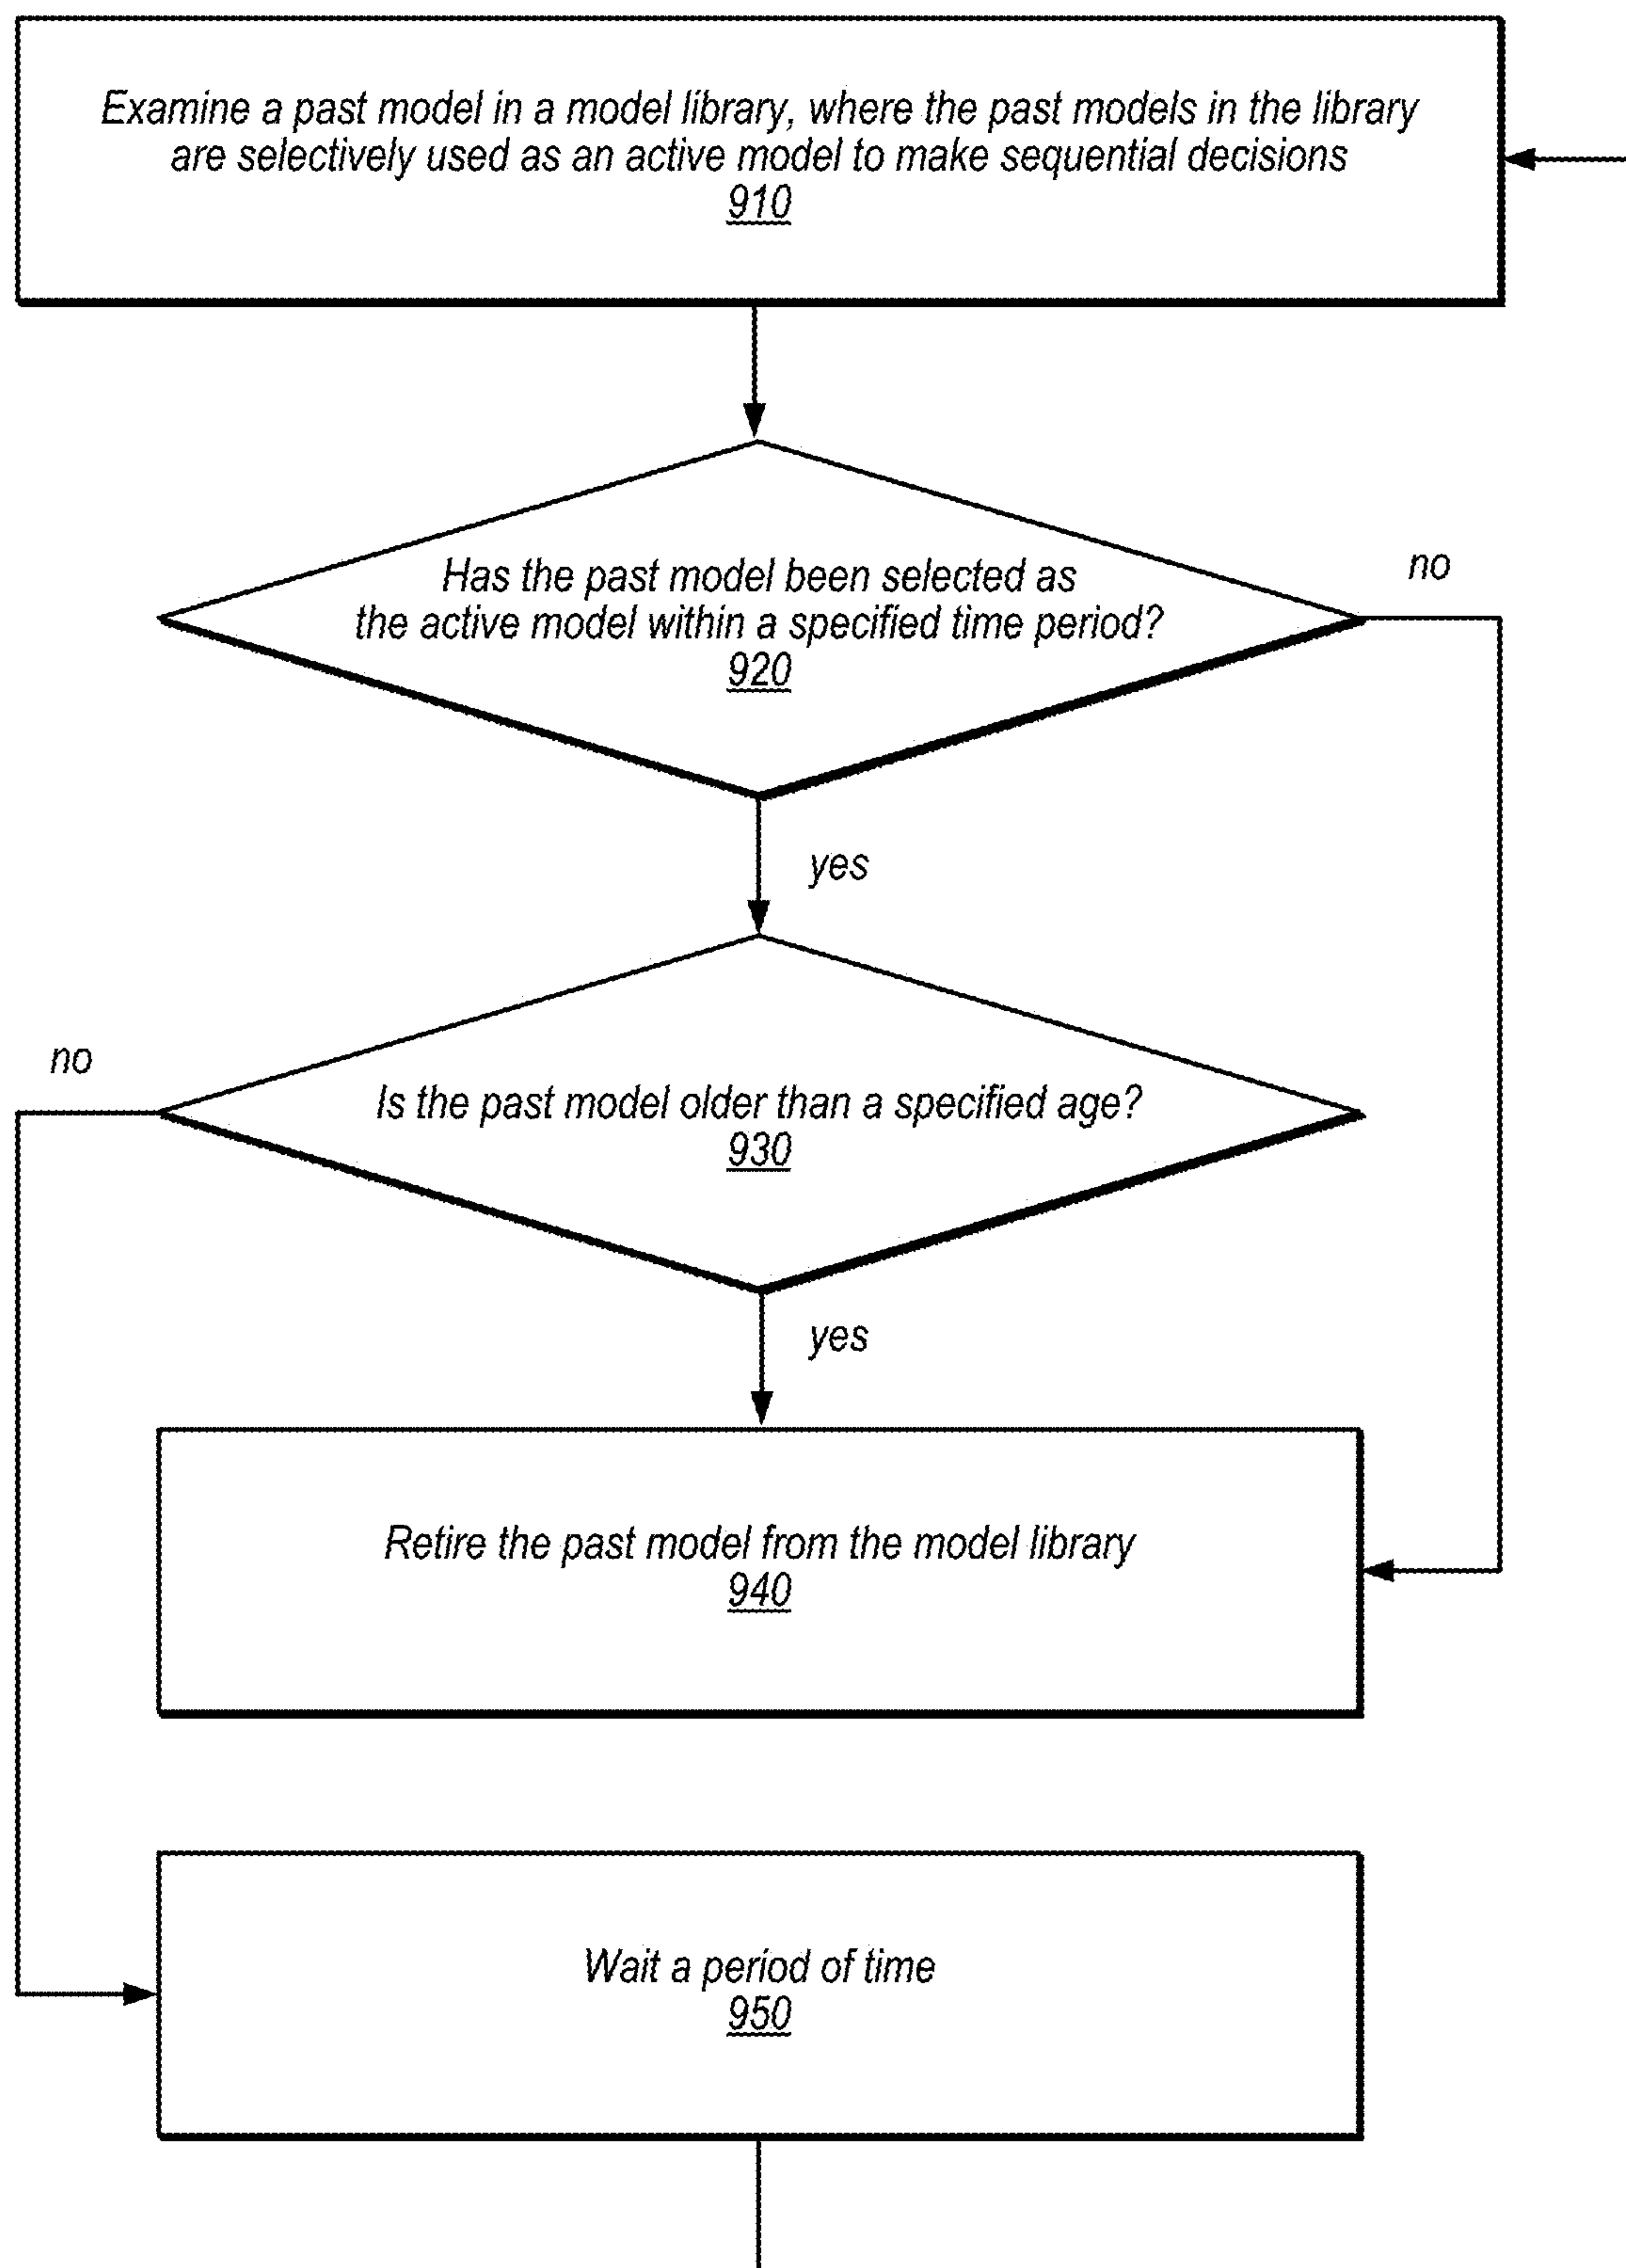 Examine a past model in a model library, where the past models in the library
are selectively used as an active model to make sequential decisions
910
Has the past model been selected as
the active model within a specified time period?
920
no
yes
no
Is the past model older than a specified age?
930
yes
Retire the past model from the model library
940
Wait a period of time
950